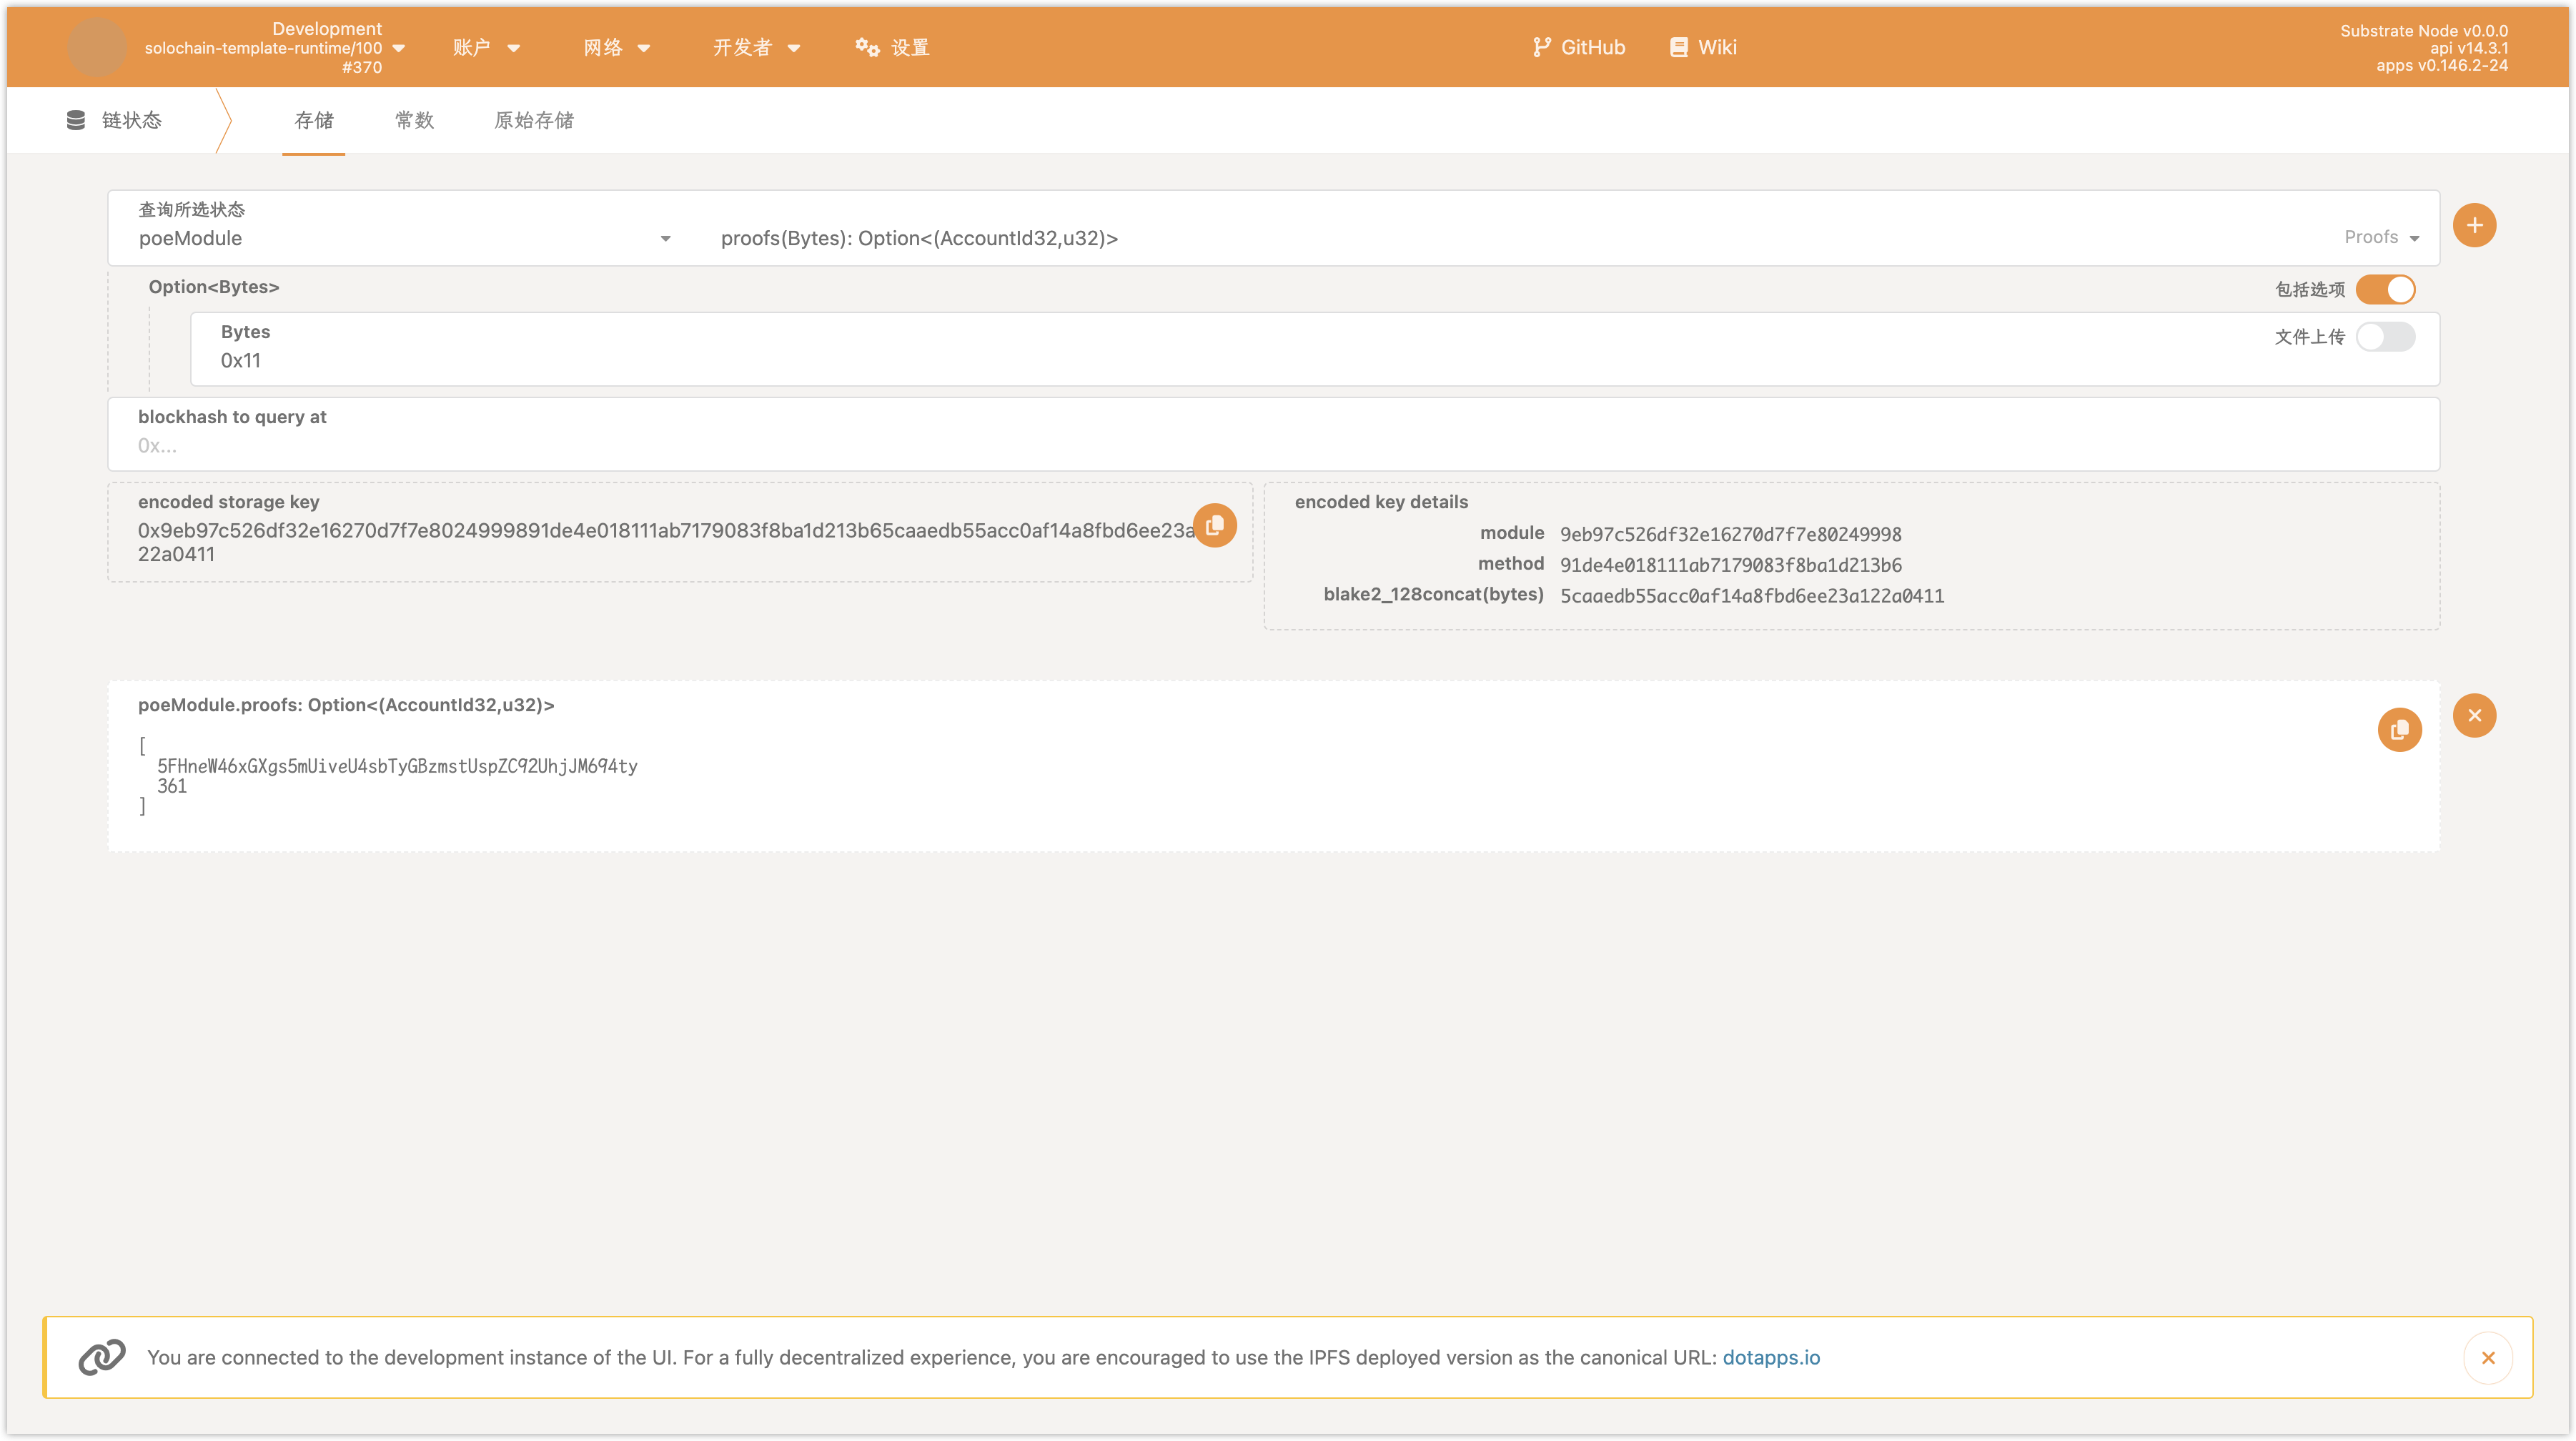 Development
solochain-template-runtime/100
#370
账户
网络
开发者
设置
GitHub
Wiki
Substrate Node v0.0.0
api v14.3.1
apps v0.146.2-24
链状态
存储
常数
原始存储
查询所选状态
poeModule
proofs(Bytes): Option<(AccountId32,u32)>
Proofs
Option<Bytes>
包括选项
Bytes
0x11
文件上传
blockhash to query at
0x...
encoded storage key
0x9eb97c526df32e16270d7f7e8024999891de4e018111ab7179083f8ba1d213b65caaedb55acc0af14a8fbd6ee23a
22a0411
encoded key details
module 9eb97c526df32e16270d7f7e80249998
method 91de4e018111ab7179083f8ba1d213b6
blake2_128concat(bytes) 5caaedb55acc0af14a8fbd6ee23a122a0411
poeModule.proofs: Option<(AccountId32,u32)>
[
5FHneW46xGXgs5mUiveU4sbTyGBzmstUspZC92UhjJM694ty
361
]
You are connected to the development instance of the UI. For a fully decentralized experience, you are encouraged to use the IPFS deployed version as the canonical URL: dotapps.io